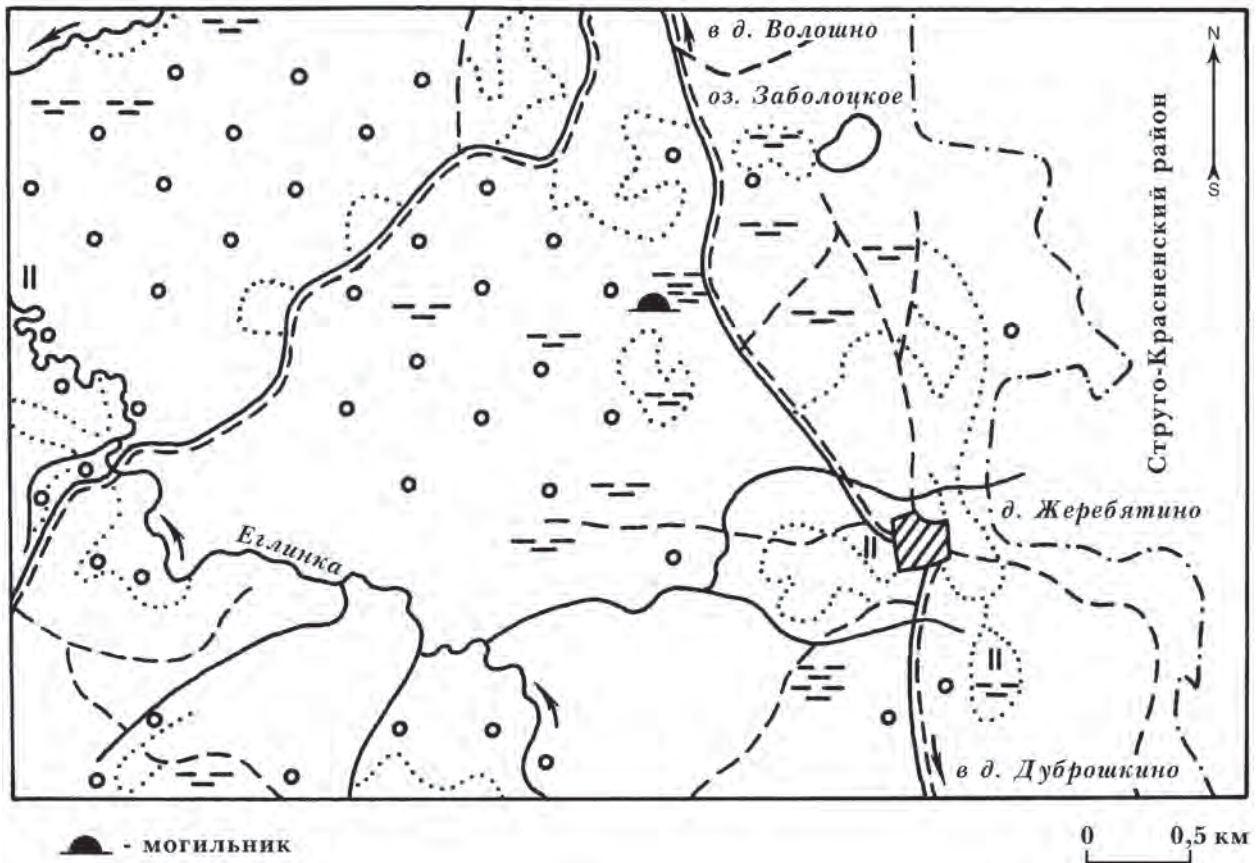 в д. Волошно
N
оз. Заболоцкое
S
Струго-Красненский район
д. Жеребятино
Еглинка
в д. Дуброшкино
- могильник
0 0,5 км